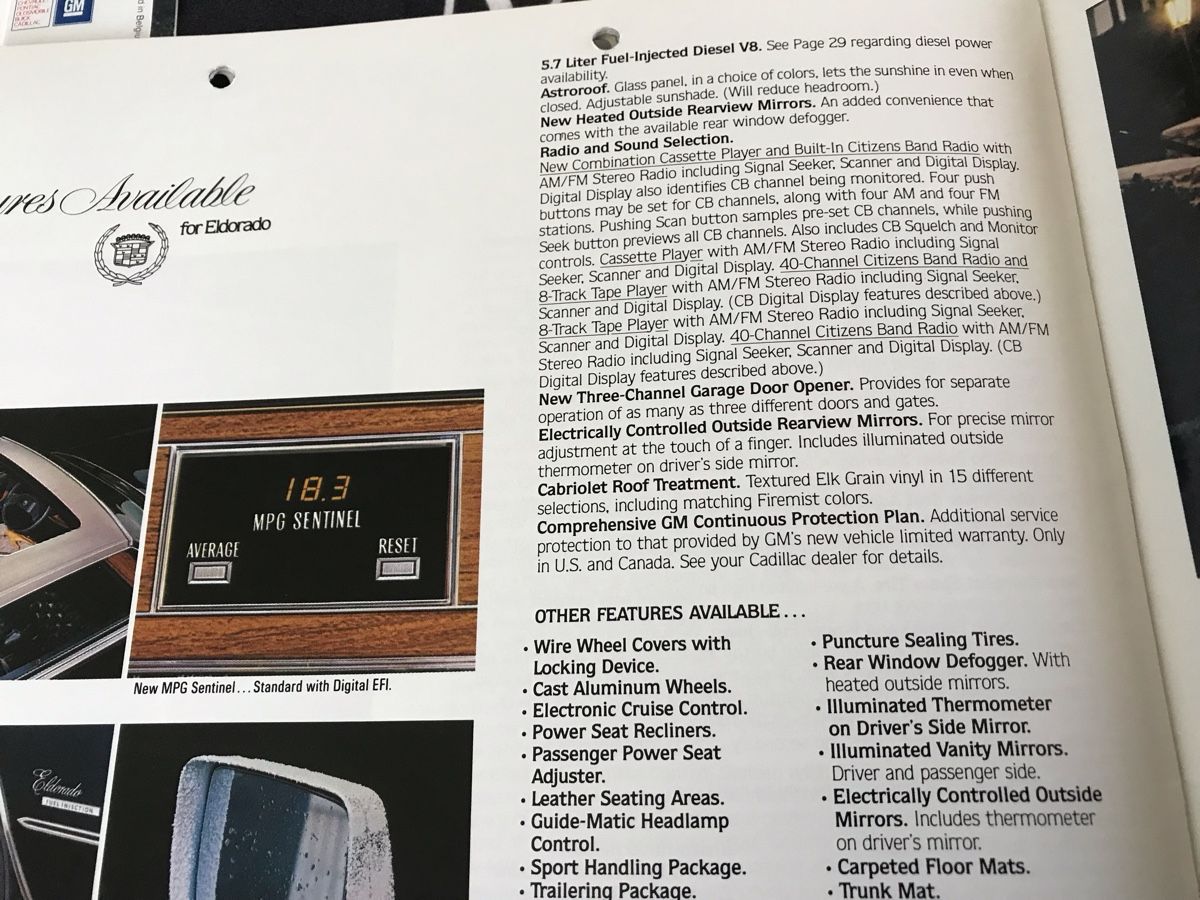 CHEVROLET
PONTIAC
OLDSMOBILE
BUICK
CADILLAC
GM
d in Belgiu
ures Available
for Eldorado
18.3
MPG SENTINEL
AVERAGE
RESET
New MPG Sentinel...Standard with Digital EFI.
Eldorado
FUEL INJECTION
5.7 Liter Fuel-Injected Diesel V8. See Page 29 regarding diesel power
availability.
Astroroof. Glass panel, in a choice of colors, lets the sunshine in even when
closed. Adjustable sunshade. (Will reduce headroom.)
New Heated Outside Rearview Mirrors. An added convenience that
comes with the available rear window defogger.
Radio and Sound Selection.
New Combination Cassette Player and Built-In Citizens Band Radio with
AM/FM Stereo Radio including Signal Seeker, Scanner and Digital Display.
Digital Display also identifies CB channel being monitored. Four push
buttons may be set for CB channels, along with four AM and four FM
stations. Pushing Scan button samples pre-set CB channels, while pushing
Seek button previews all CB channels. Also includes CB Squelch and Monitor
controls. Cassette Player with AM/FM Stereo Radio including Signal
Seeker, Scanner and Digital Display. 40-Channel Citizens Band Radio and
8-Track Tape Player with AM/FM Stereo Radio including Signal Seeker,
Scanner and Digital Display. (CB Digital Display features described above.)
8-Track Tape Player with AM/FM Stereo Radio including Signal Seeker,
Scanner and Digital Display. 40-Channel Citizens Band Radio with AM/FM
Stereo Radio including Signal Seeker, Scanner and Digital Display. (CB
Digital Display features described above.)
New Three-Channel Garage Door Opener. Provides for separate
operation of as many as three different doors and gates.
Electrically Controlled Outside Rearview Mirrors. For precise mirror
adjustment at the touch of a finger. Includes illuminated outside
thermometer on driver's side mirror.
Cabriolet Roof Treatment. Textured Elk Grain vinyl in 15 different
selections, including matching Firemist colors.
Comprehensive GM Continuous Protection Plan. Additional service
protection to that provided by GM's new vehicle limited warranty. Only
in U.S. and Canada. See your Cadillac dealer for details.
OTHER FEATURES AVAILABLE...
• Wire Wheel Covers with
Locking Device.
• Cast Aluminum Wheels.
• Electronic Cruise Control.
• Power Seat Recliners.
• Passenger Power Seat
Adjuster.
• Leather Seating Areas.
• Guide-Matic Headlamp
Control.
• Sport Handling Package.
• Trailering Package.
• Puncture Sealing Tires.
• Rear Window Defogger. With
heated outside mirrors.
• Illuminated Thermometer
on Driver's Side Mirror.
• Illuminated Vanity Mirrors.
Driver and passenger side.
• Electrically Controlled Outside
Mirrors. Includes thermometer
on driver's mirror.
• Carpeted Floor Mats.
• Trunk Mat.